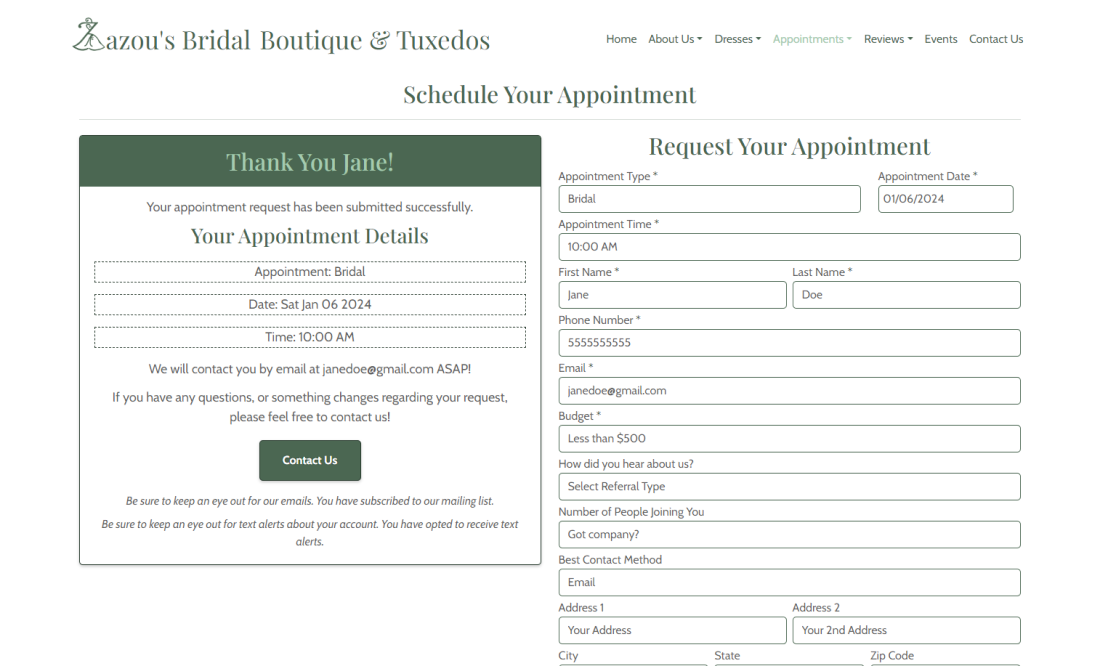 Zazou's Bridal Boutique & Tuxedos
Home About Us Dresses Appointments Reviews Events Contact Us
Schedule Your Appointment
Thank You Jane!
Your appointment request has been submitted successfully.
Your Appointment Details
Appointment: Bridal
Date: Sat Jan 06 2024
Time: 10:00 AM
We will contact you by email at janedoe@gmail.com ASAP!
If you have any questions, or something changes regarding your request,
please feel free to contact us!
Contact Us
Be sure to keep an eye out for our emails. You have subscribed to our mailing list.
Be sure to keep an eye out for text alerts about your account. You have opted to receive text
alerts.
Request Your Appointment
Appointment Type * Appointment Date *
Bridal 01/06/2024
Appointment Time *
10:00 AM
First Name * Last Name *
Jane Doe
Phone Number *
5555555555
Email *
janedoe@gmail.com
Budget *
Less than $500
How did you hear about us?
Select Referral Type
Number of People Joining You
Got company?
Best Contact Method
Email
Address 1 Address 2
Your Address Your 2nd Address
City State Zip Code